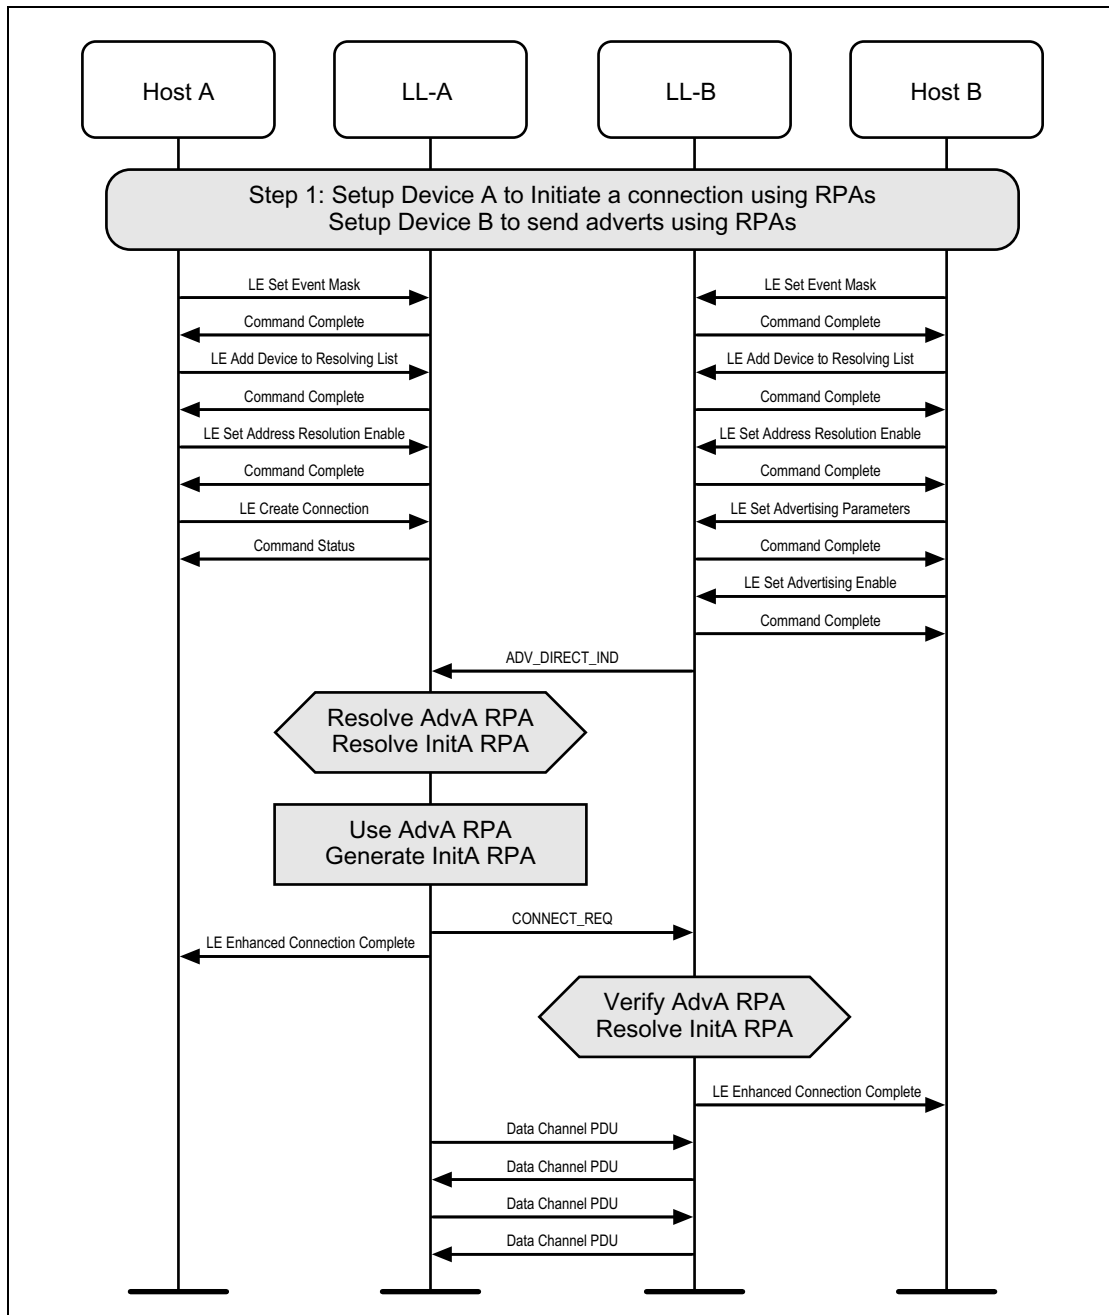 Host A
LL-A
LL-B
Host B
Step 1: Setup Device A to Initiate a connection using RPAs
Setup Device B to send adverts using RPAs
LE Set Event Mask
LE Set Event Mask
Command Complete
Command Complete
LE Add Device to Resolving List
LE Add Device to Resolving List
Command Complete
Command Complete
LE Set Address Resolution Enable
LE Set Address Resolution Enable
Command Complete
Command Complete
LE Create Connection
LE Set Advertising Parameters
Command Status
Command Complete
LE Set Advertising Enable
Command Complete
ADV_DIRECT_IND
Resolve AdvA RPA
Resolve InitA RPA
Use AdvA RPA
Generate InitA RPA
CONNECT_REQ
LE Enhanced Connection Complete
Verify AdvA RPA
Resolve InitA RPA
LE Enhanced Connection Complete
Data Channel PDU
Data Channel PDU
Data Channel PDU
Data Channel PDU